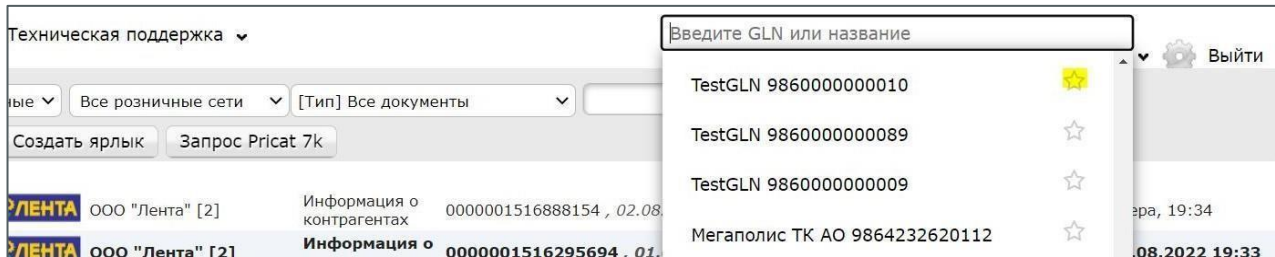 Техническая поддержка
Введите GLN или название
Выйти
TestGLN 9860000000010
Все розничные сети [Тип] Все документы
TestGLN 9860000000089
Создать ярлык Запрос Pricat 7k
TestGLN 9860000000009
ЛЕНТА ООО "Лента" [2] Информация о контрагентах 0000001516888154 , 02.08. 19:34
Мегаполис ТК АО 9864232620112
ЛЕНТА ООО "Лента" [2] Информация о 0000001516295694 , 01. .08.2022 19:33